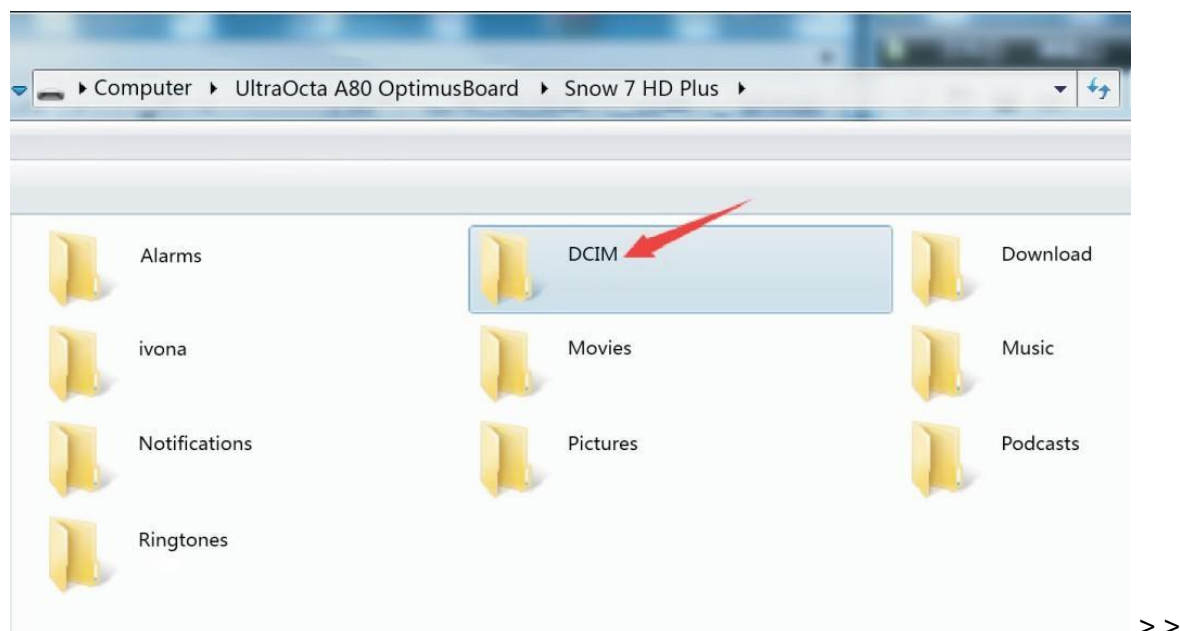 Computer UltraOcta A80 OptimusBoard Snow 7 HD Plus
Alarms DCIM Download
ivona Movies Music
Notifications Pictures Podcasts
Ringtones
> >